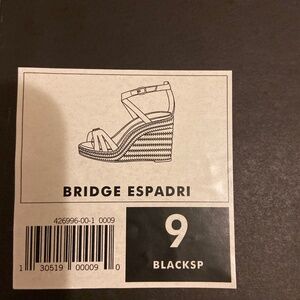 BRIDGE ESPADRI
426996-00-1 0009
1 30519 00009 0
9
BLACKSP